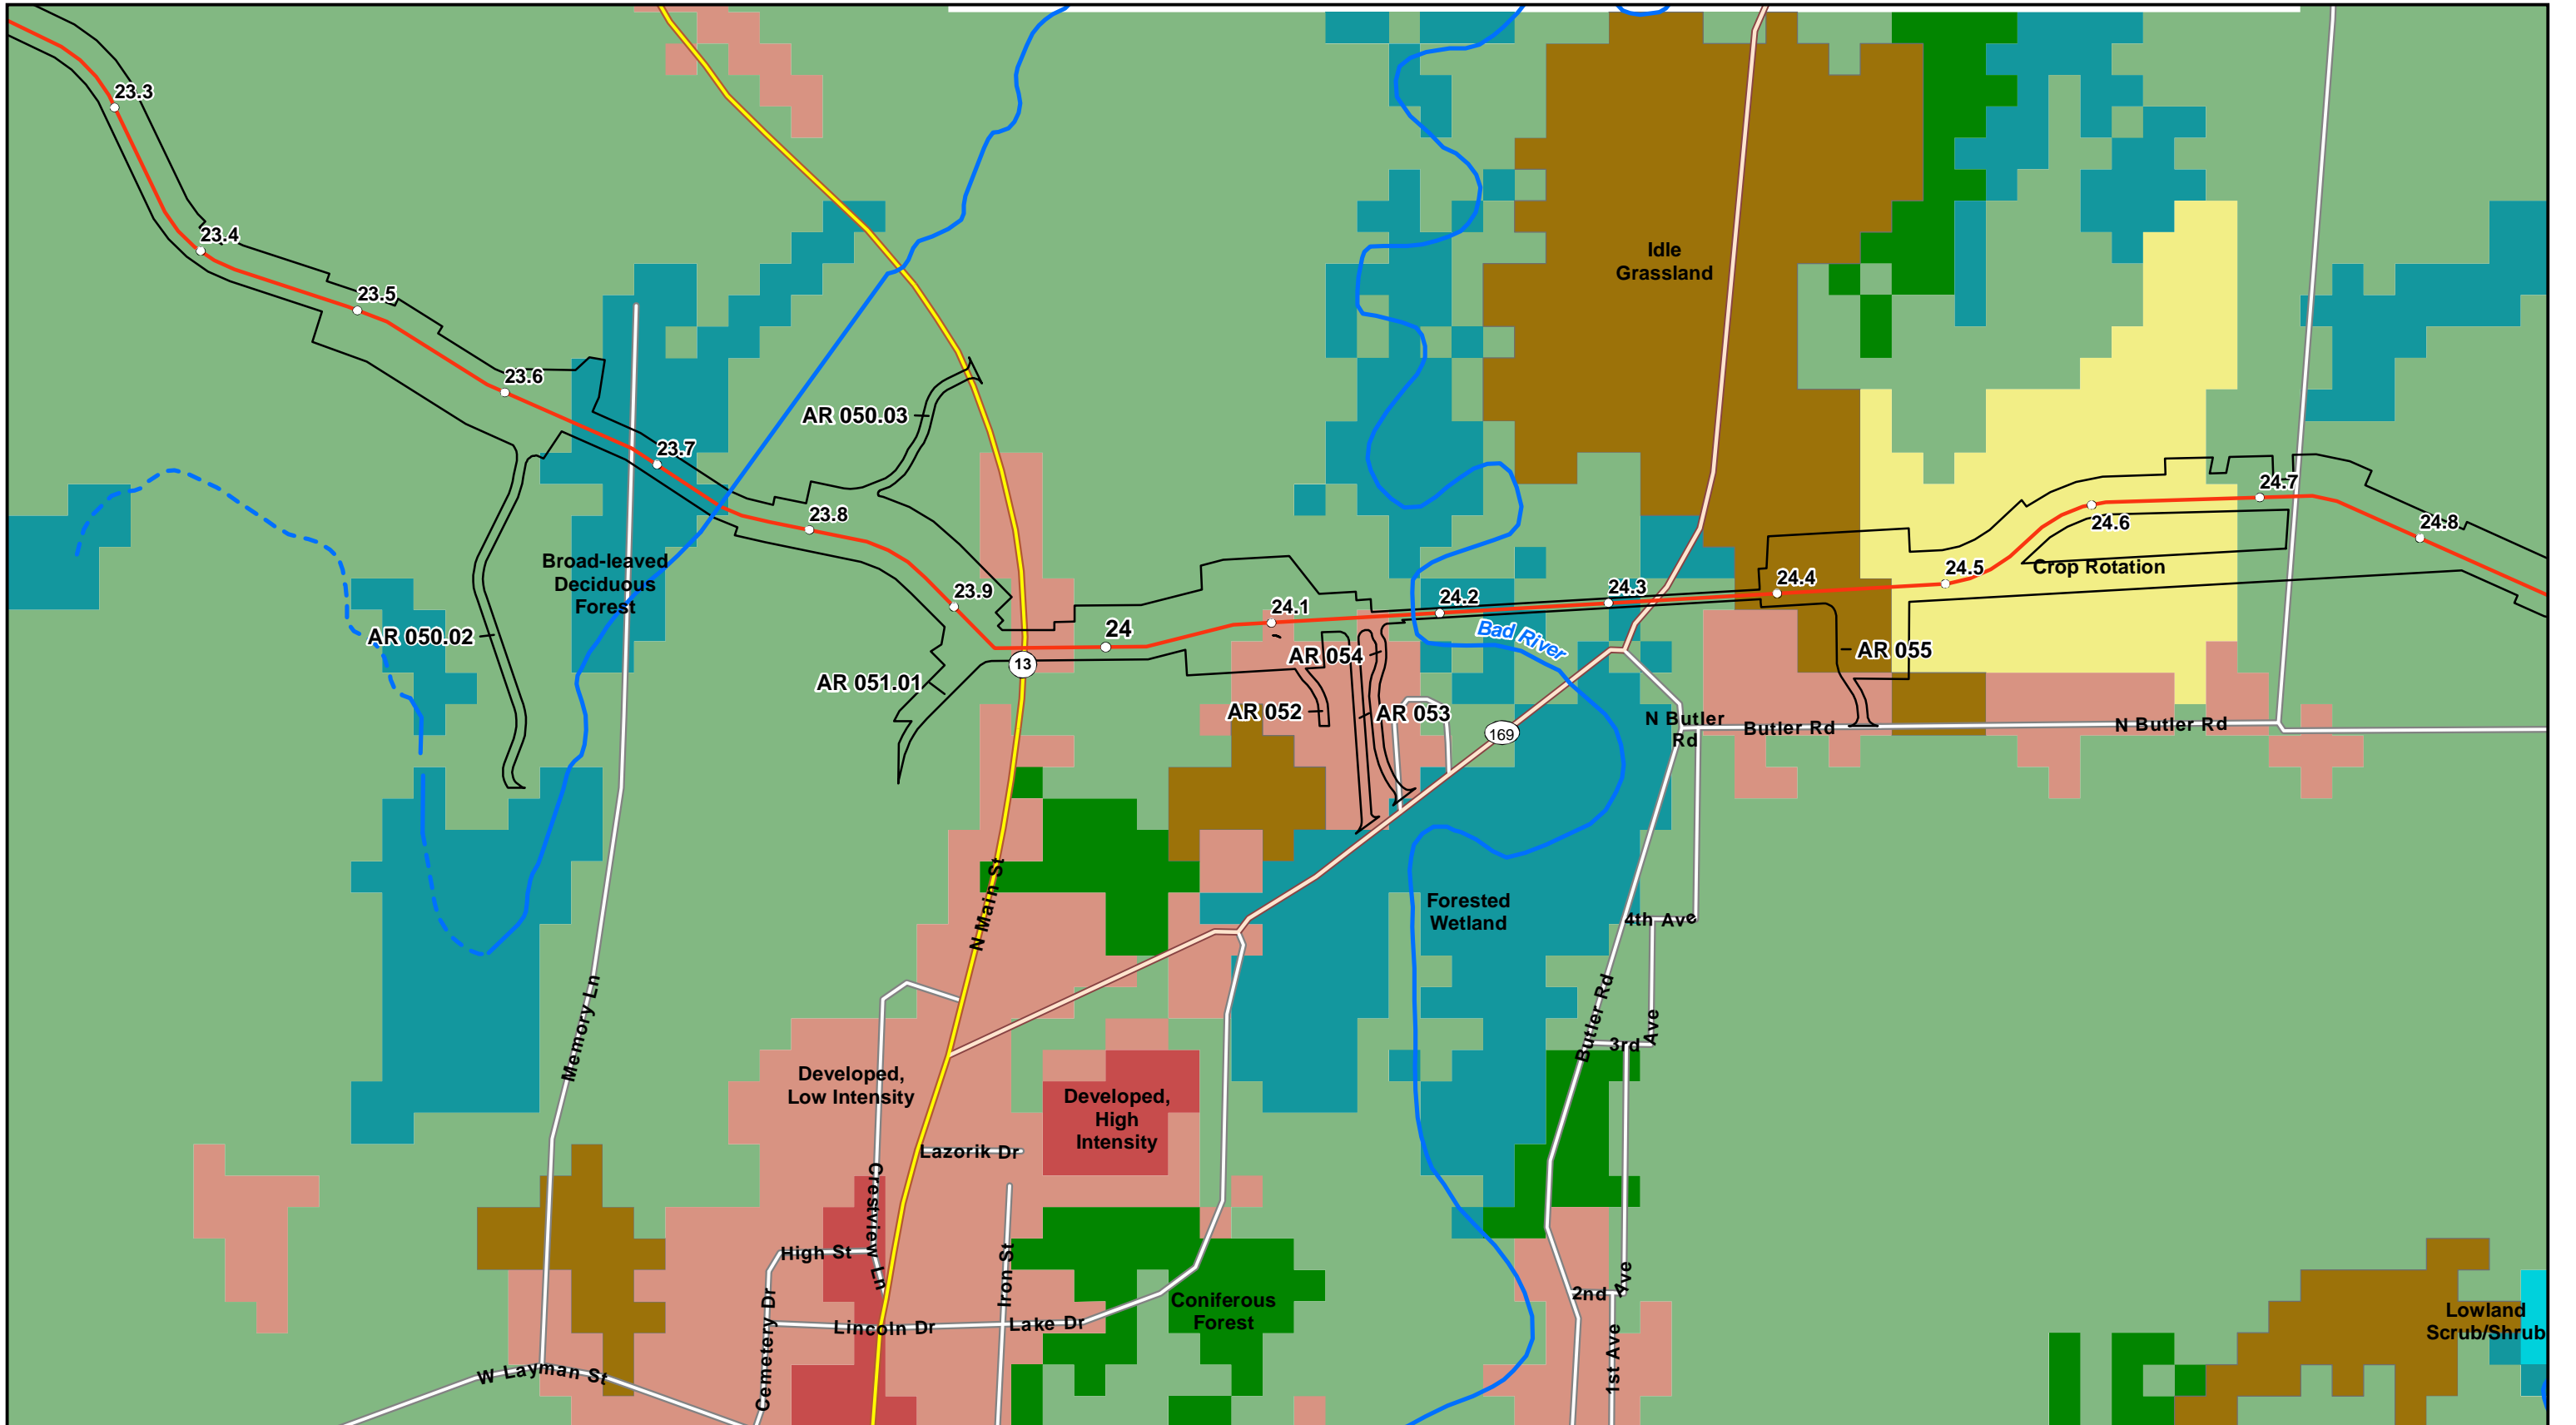 23.3
23.4
23.5
23.6
23.7
23.8
23.9
24
24.1
24.2
24.3
24.4
24.5
24.6
24.7
24.8
Idle
Grassland
AR 050.03
Broad-leaved
Deciduous
Forest
AR 050.02
AR 051.01
13
AR 054
AR 052
AR 053
Bad River
169
AR 055
Crop Rotation
N Butler
Rd
Butler Rd
N Butler Rd
N Main St
Forested
Wetland
4th Ave
Memory Ln
Butler Rd
3rd Ave
Developed,
Low Intensity
Developed,
High
Intensity
Lazorik Dr
Crestview Ln
High St
Iron St
Cemetery Dr
Lincoln Dr
Lake Dr
Coniferous
Forest
2nd Ave
1st Ave
W Layman St
Lowland
Scrub/Shrub